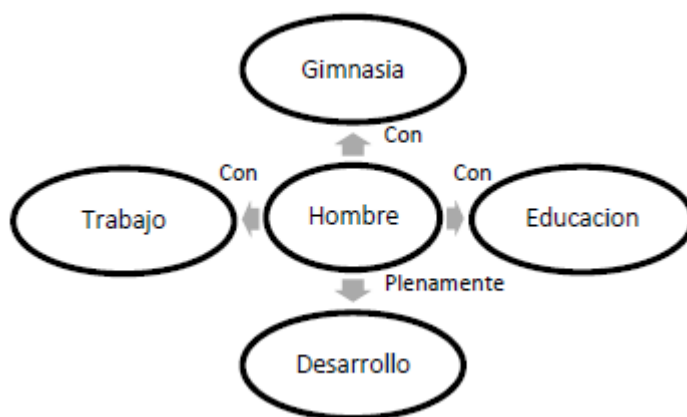 Gimnasia
Con
Con
Con
Trabajo
Hombre
Educacion
Plenamente
Desarrollo